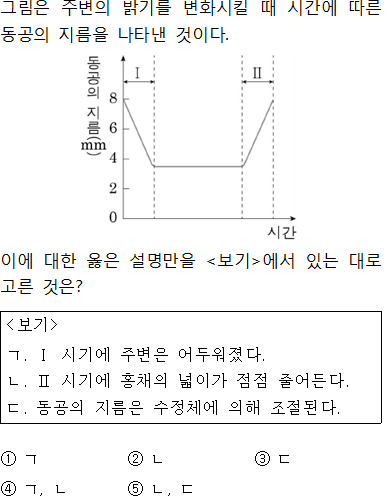 그림은 주변의 밝기를 변화시킬 때 시간에 따른
동공의 지름을 나타낸 것이다.
동공의 지름(mm)
Ⅰ
Ⅱ
8
6
4
2
0
시간
이에 대한 옳은 설명만을 <보기>에서 있는 대로
고른 것은?
<보기>
ㄱ. Ⅰ 시기에 주변은 어두워졌다.
ㄴ. Ⅱ 시기에 홍채의 넓이가 점점 줄어든다.
ㄷ. 동공의 지름은 수정체에 의해 조절된다.
① ㄱ ② ㄴ ③ ㄷ
④ ㄱ, ㄴ ⑤ ㄴ, ㄷ